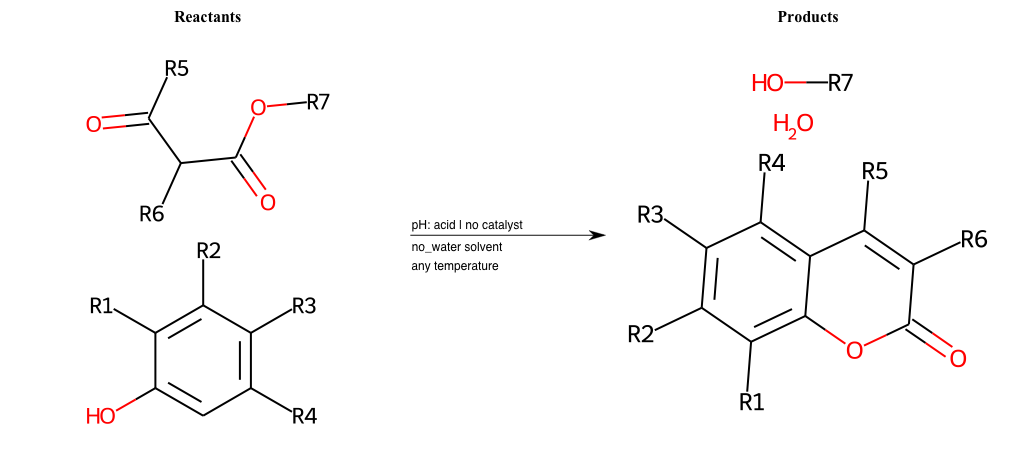 Reactants
Products
R5
O
O
R7
R6
O
HO
R7
H₂O
R2
R1
R3
HO
R4
pH: acid | no catalyst
no_water solvent
any temperature
R4
R5
R3
R6
R2
O
O
R1